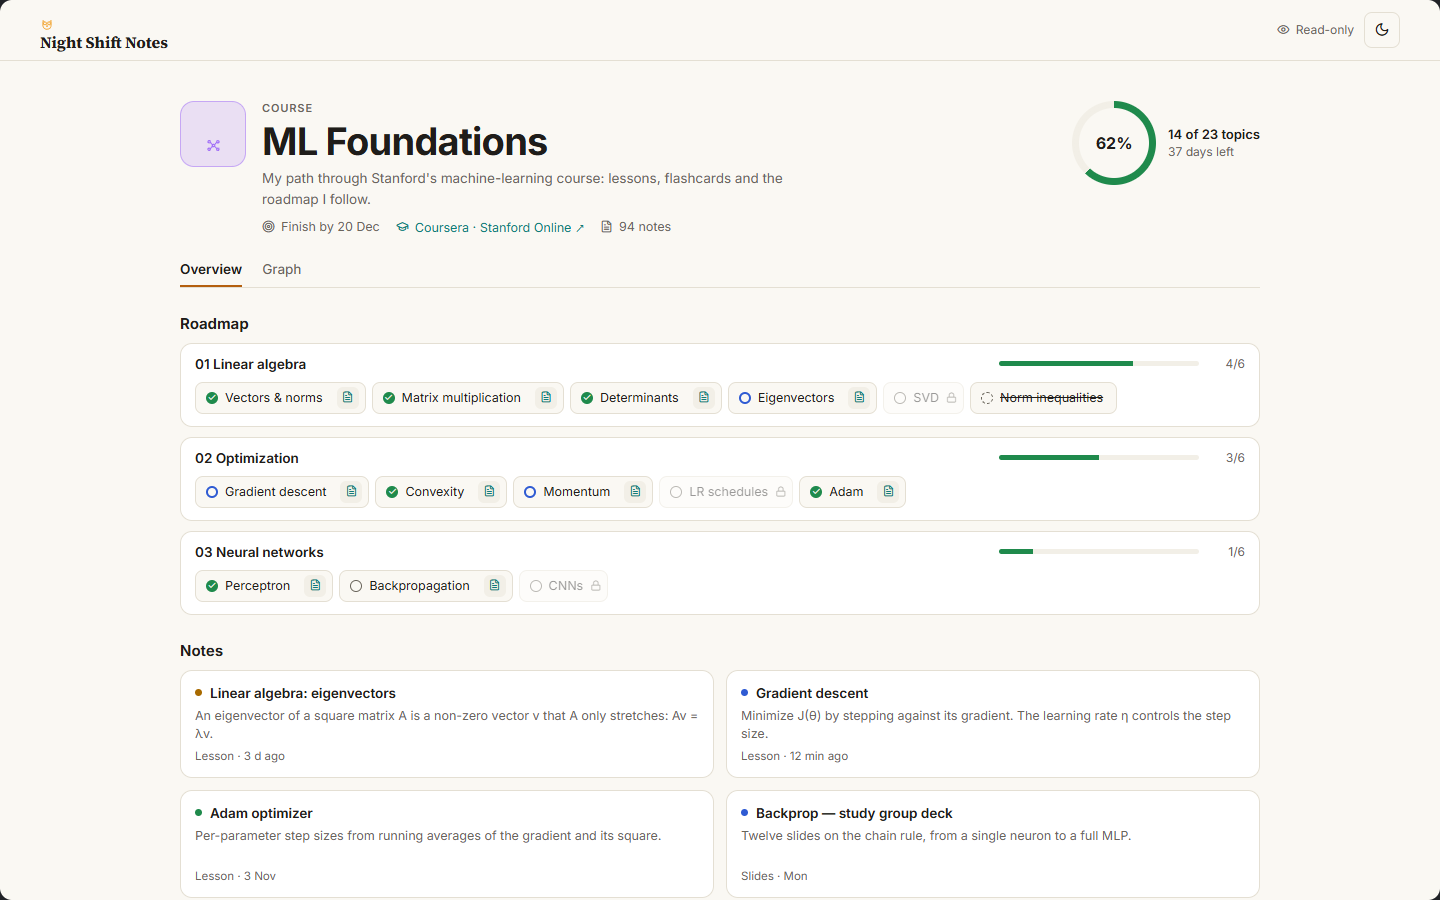 Night Shift Notes
Read-only
COURSE
ML Foundations
My path through Stanford's machine-learning course: lessons, flashcards and the
roadmap I follow.
Finish by 20 Dec
Coursera · Stanford Online ↗
94 notes
62%
14 of 23 topics
37 days left
Overview
Graph
Roadmap
01 Linear algebra
4/6
Vectors & norms
Matrix multiplication
Determinants
Eigenvectors
SVD
Norm inequalities
02 Optimization
3/6
Gradient descent
Convexity
Momentum
LR schedules
Adam
03 Neural networks
1/6
Perceptron
Backpropagation
CNNs
Notes
Linear algebra: eigenvectors
An eigenvector of a square matrix A is a non-zero vector v that A only stretches: Av =
λv.
Lesson · 3 d ago
Gradient descent
Minimize J(θ) by stepping against its gradient. The learning rate η controls the step
size.
Lesson · 12 min ago
Adam optimizer
Per-parameter step sizes from running averages of the gradient and its square.
Lesson · 3 Nov
Backprop — study group deck
Twelve slides on the chain rule, from a single neuron to a full MLP.
Slides · Mon